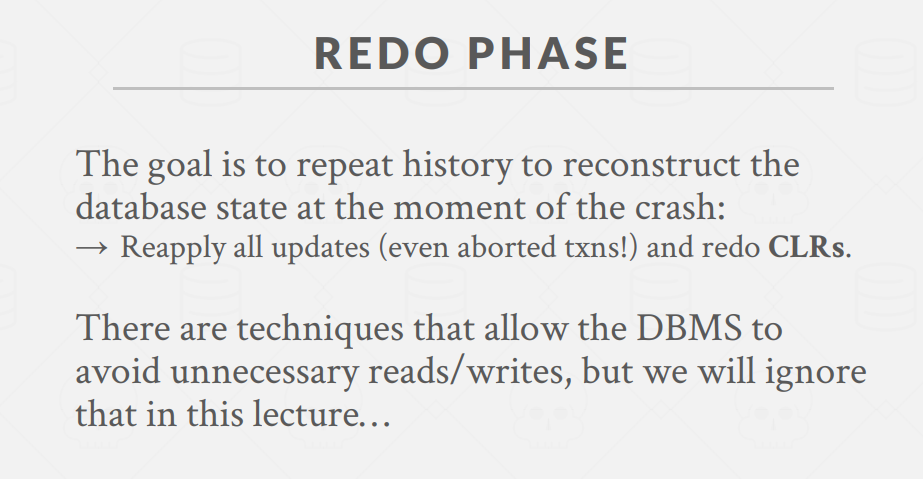 REDO PHASE
The goal is to repeat history to reconstruct the
database state at the moment of the crash:
→ Reapply all updates (even aborted txns!) and redo CLRs.
There are techniques that allow the DBMS to
avoid unnecessary reads/writes, but we will ignore
that in this lecture…